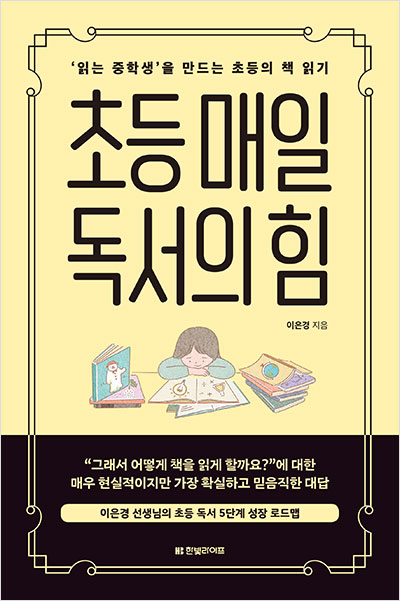 ‘읽는 중학생’을 만드는 초등의 책 읽기
초등 매일
독서의 힘
이은경 지음
“그래서 어떻게 책을 읽게 할까요?”에 대한
매우 현실적이지만 가장 확실하고 믿음직한 대답
이은경 선생님의 초등 독서 5단계 성장 로드맵
HB 한빛라이프